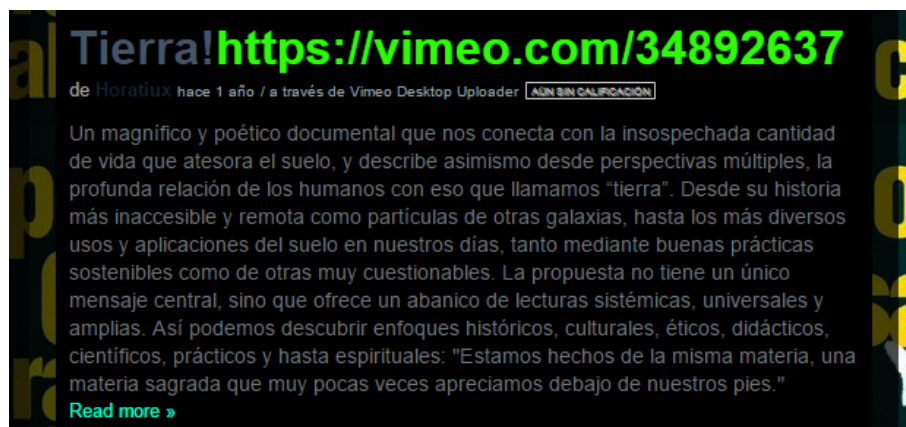 Tierra!https://vimeo.com/34892637
de Horatiux hace 1 año / a través de Vimeo Desktop Uploader AÚN SIN CALIFICACIÓN
Un magnífico y poético documental que nos conecta con la insospechada cantidad
de vida que atesora el suelo, y describe asimismo desde perspectivas múltiples, la
profunda relación de los humanos con eso que llamamos “tierra”. Desde su historia
más inaccesible y remota como partículas de otras galaxias, hasta los más diversos
usos y aplicaciones del suelo en nuestros días, tanto mediante buenas prácticas
sostenibles como de otras muy cuestionables. La propuesta no tiene un único
mensaje central, sino que ofrece un abanico de lecturas sistémicas, universales y
amplias. Así podemos descubrir enfoques históricos, culturales, éticos, didácticos,
científicos, prácticos y hasta espirituales: "Estamos hechos de la misma materia, una
materia sagrada que muy pocas veces apreciamos debajo de nuestros pies."
Read more »